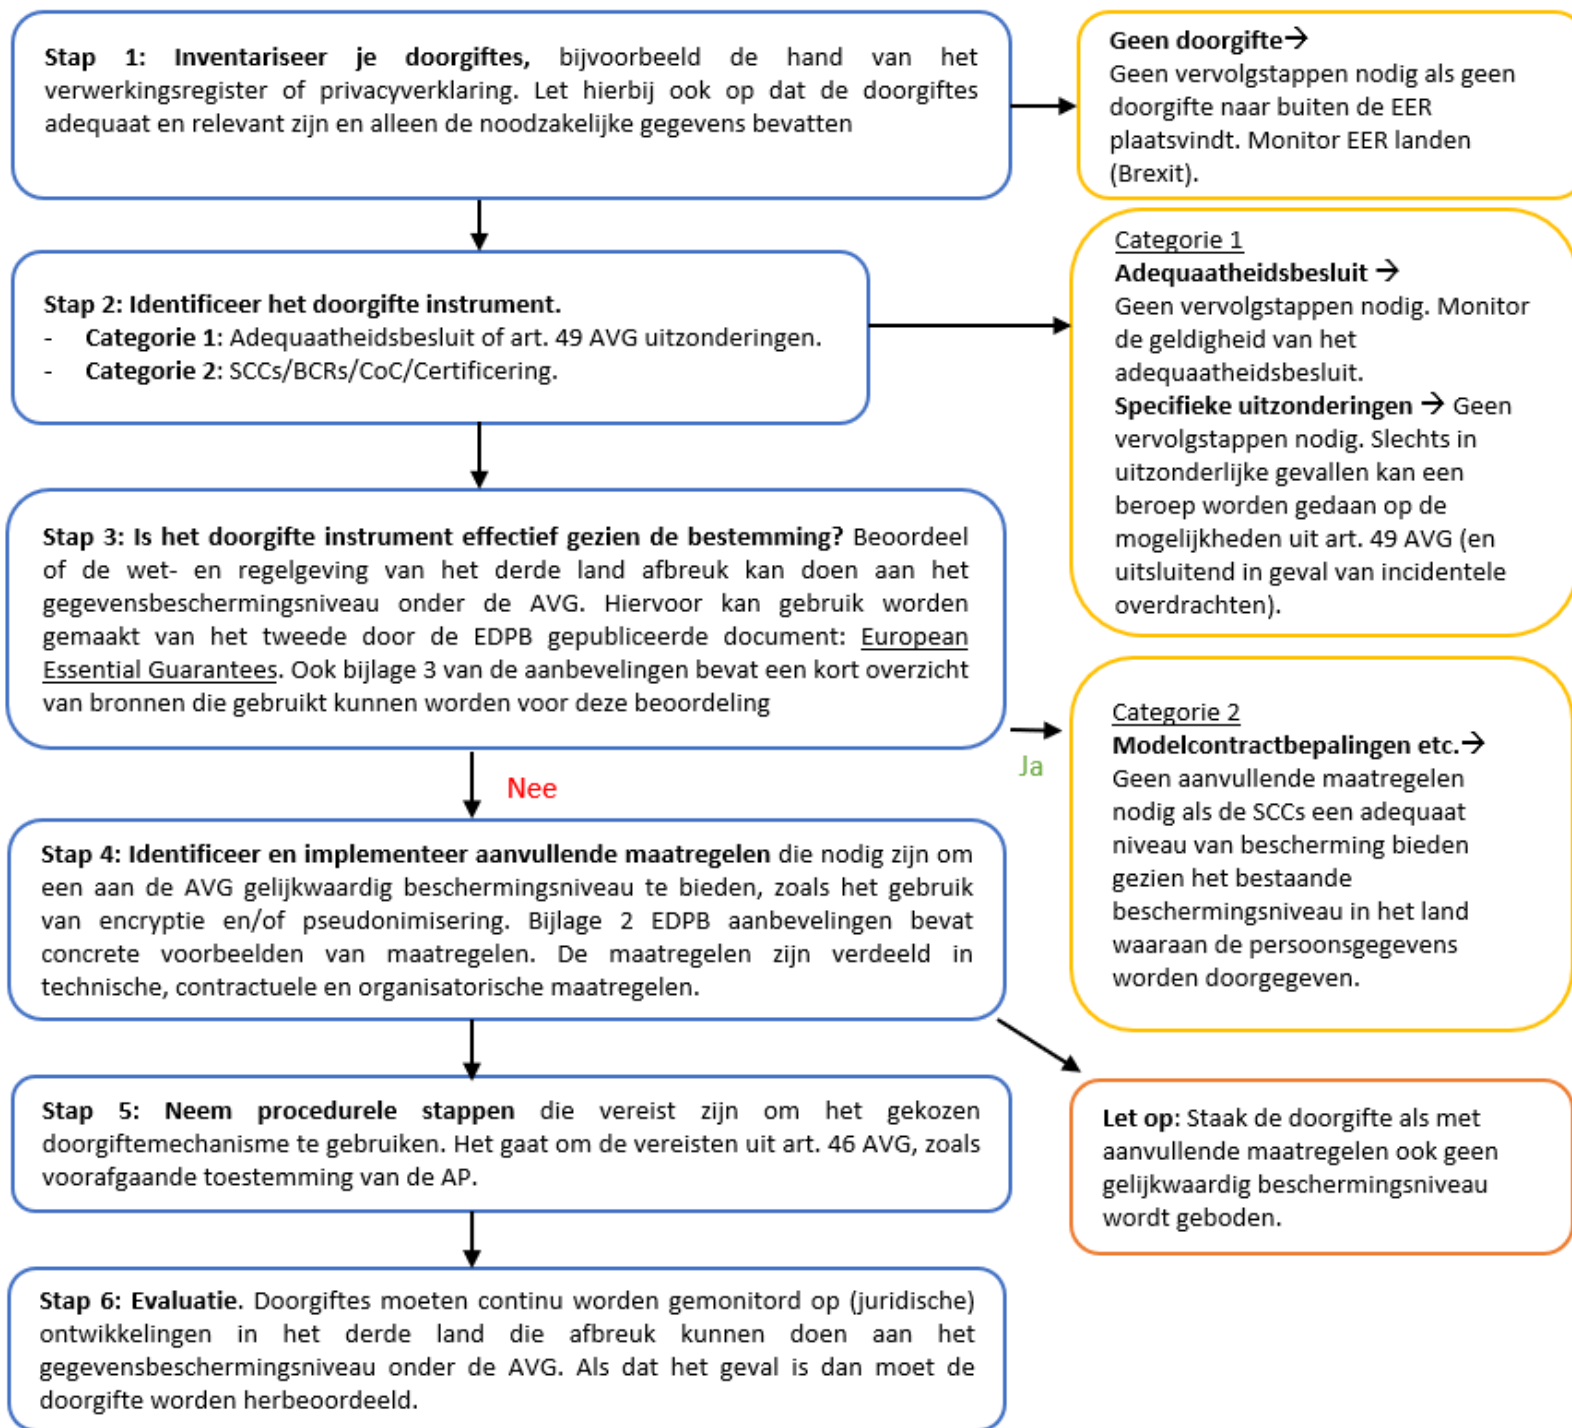 Stap 1: Inventariseer je doorgiftes, bijvoorbeeld de hand van het
verwerkingsregister of privacyverklaring. Let hierbij ook op dat de doorgiftes
adequaat en relevant zijn en alleen de noodzakelijke gegevens bevatten
Geen doorgifte→
Geen vervolgstappen nodig als geen
doorgifte naar buiten de EER
plaatsvindt. Monitor EER landen
(Brexit).
Stap 2: Identificeer het doorgifte instrument.
- Categorie 1: Adequaatheidsbesluit of art. 49 AVG uitzonderingen.
- Categorie 2: SCCs/BCRs/CoC/Certificering.
Categorie 1
Adequaatheidsbesluit →
Geen vervolgstappen nodig. Monitor
de geldigheid van het
adequaatheidsbesluit.
Specifieke uitzonderingen → Geen
vervolgstappen nodig. Slechts in
uitzonderlijke gevallen kan een
beroep worden gedaan op de
mogelijkheden uit art. 49 AVG (en
uitsluitend in geval van incidentele
overdrachten).
Stap 3: Is het doorgifte instrument effectief gezien de bestemming? Beoordeel
of de wet- en regelgeving van het derde land afbreuk kan doen aan het
gegevensbeschermingsniveau onder de AVG. Hiervoor kan gebruik worden
gemaakt van het tweede door de EDPB gepubliceerde document: European
Essential Guarantees. Ook bijlage 3 van de aanbevelingen bevat een kort overzicht
van bronnen die gebruikt kunnen worden voor deze beoordeling
Ja
Nee
Categorie 2
Modelcontractbepalingen etc.→
Geen aanvullende maatregelen
nodig als de SCCs een adequaat
niveau van bescherming bieden
gezien het bestaande
beschermingsniveau in het land
waaraan de persoonsgegevens
worden doorgegeven.
Stap 4: Identificeer en implementeer aanvullende maatregelen die nodig zijn om
een aan de AVG gelijkwaardig beschermingsniveau te bieden, zoals het gebruik
van encryptie en/of pseudonimisering. Bijlage 2 EDPB aanbevelingen bevat
concrete voorbeelden van maatregelen. De maatregelen zijn verdeeld in
technische, contractuele en organisatorische maatregelen.
Stap 5: Neem procedurele stappen die vereist zijn om het gekozen
doorgiftemechanisme te gebruiken. Het gaat om de vereisten uit art. 46 AVG, zoals
voorafgaande toestemming van de AP.
Let op: Staak de doorgifte als met
aanvullende maatregelen ook geen
gelijkwaardig beschermingsniveau
wordt geboden.
Stap 6: Evaluatie. Doorgiftes moeten continu worden gemonitord op (juridische)
ontwikkelingen in het derde land die afbreuk kunnen doen aan het
gegevensbeschermingsniveau onder de AVG. Als dat het geval is dan moet de
doorgifte worden herbeoordeeld.